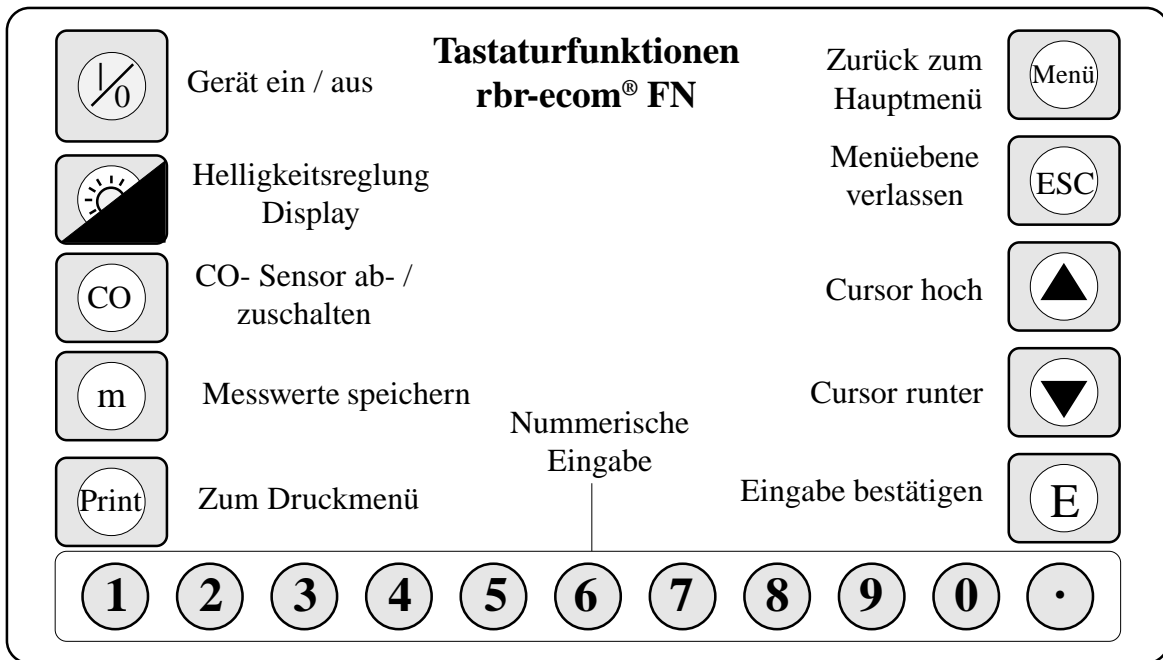 Tastaturfunktionen
rbr-ecom® FN
I/0
Gerät ein / aus
Helligkeitsreglung
Display
CO
CO- Sensor ab- /
zuschalten
m
Messwerte speichern
Print
Zum Druckmenü
Zurück zum
Hauptmenü
Menü
Menüebene
verlassen
ESC
Cursor hoch
Cursor runter
Eingabe bestätigen
E
Nummerische
Eingabe
1 2 3 4 5 6 7 8 9 0 ·